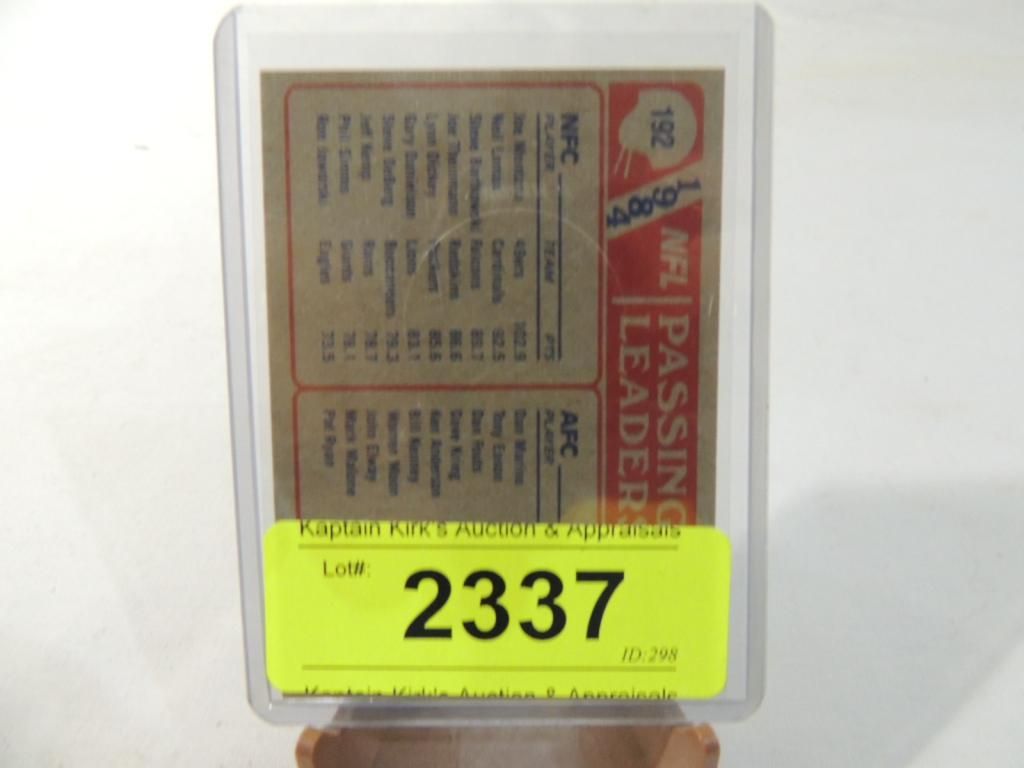 192
1984 NFL PASSING
LEADERS
NFC
PLAYER TEAM PTS
Joe Montana 49ers 102.9
Neil Lomax Cardinals 92.5
Steve Bartkowski Falcons 89.7
Joe Theismann Redskins 86.6
Lynn Dickey Packers 85.6
Gary Danielson Lions 83.1
Steve DeBerg Buccaneers 79.3
Jeff Kemp Rams 78.7
Phil Simms Giants 78.1
Ron Jaworski Eagles 73.5
AFC
PLAYER
Dan Marino
Tony Eason
Dan Fouts
Dave Krieg
Ken Anderson
Bill Kenney
Warren Moon
John Elway
Mark Malone
Pat Ryan
Kaptain Kirk's Auction & Appraisals
Lot#: 2337
ID:298
Kaptain Kirk's Auction & Appraisals